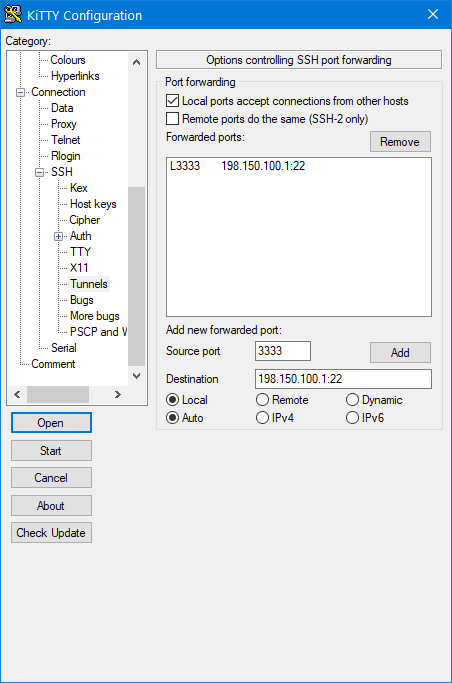 KiTTY Configuration
Category:
Colours
Hyperlinks
Connection
Data
Proxy
Telnet
Rlogin
SSH
Kex
Host keys
Cipher
Auth
TTY
X11
Tunnels
Bugs
More bugs
PSCP and
Serial
Comment
Open
Start
Cancel
About
Check Update
Options controlling SSH port forwarding
Port forwarding
Local ports accept connections from other hosts
Remote ports do the same (SSH-2 only)
Forwarded ports:
Remove
L3333 198.150.100.1:22
Add new forwarded port:
Source port 3333 Add
Destination 198.150.100.1:22
Local Remote Dynamic
Auto IPv4 IPv6